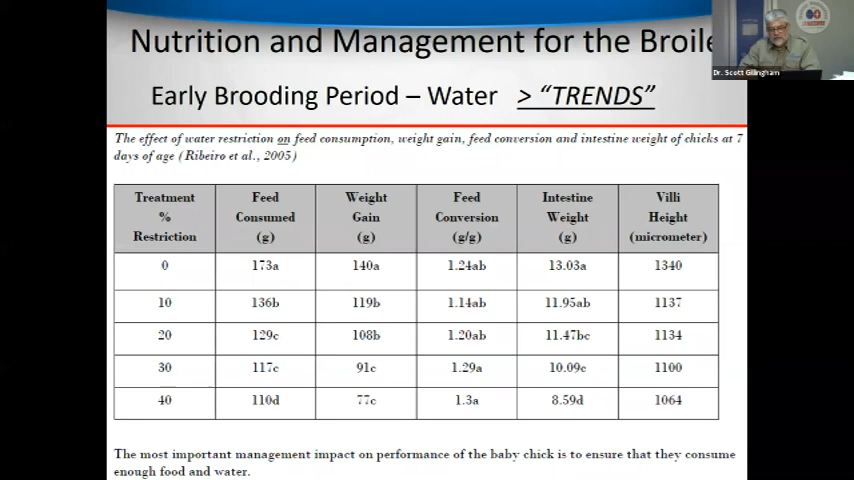 Nutrition and Management for the Broile
Dr. Scott Gillingham
Early Brooding Period – Water > “TRENDS”
The effect of water restriction on feed consumption, weight gain, feed conversion and intestine weight of chicks at 7
days of age (Ribeiro et al., 2005)
Treatment % Restriction Feed Consumed (g) Weight Gain (g) Feed Conversion (g/g) Intestine Weight (g) Villi Height (micrometer)
0 173a 140a 1.24ab 13.03a 1340
10 136b 119b 1.14ab 11.95ab 1137
20 129c 108b 1.20ab 11.47bc 1134
30 117c 91c 1.29a 10.09c 1100
40 110d 77c 1.3a 8.59d 1064
The most important management impact on performance of the baby chick is to ensure that they consume
enough food and water.